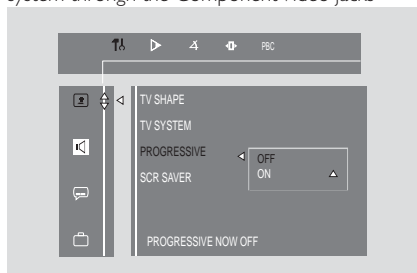 system through the Component video jacks
PBC
TV SHAPE
TV SYSTEM
PROGRESSIVE
OFF
ON
SCR SAVER
PROGRESSIVE NOW OFF